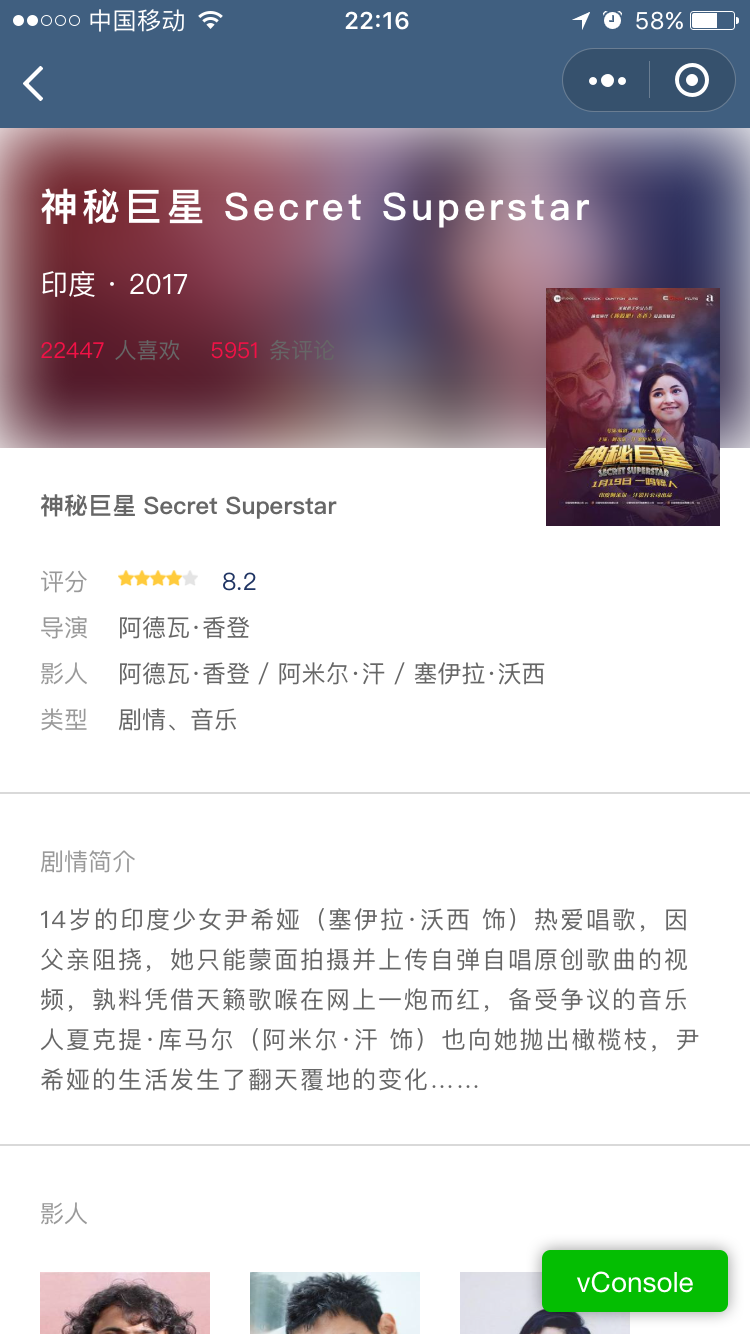 中国移动
22:16
58%
神秘巨星 Secret Superstar
印度 · 2017
22447 人喜欢 5951 条评论
神秘巨星
SECRET SUPERSTAR
1月19日 一鸣惊人
神秘巨星 Secret Superstar
评分 8.2
导演 阿德瓦·香登
影人 阿德瓦·香登 / 阿米尔·汗 / 塞伊拉·沃西
类型 剧情、音乐
剧情简介
14岁的印度少女尹希娅（塞伊拉·沃西 饰）热爱唱歌，因
父亲阻挠，她只能蒙面拍摄并上传自弹自唱原创歌曲的视
频，孰料凭借天籁歌喉在网上一炮而红，备受争议的音乐
人夏克提·库马尔（阿米尔·汗 饰）也向她抛出橄榄枝，尹
希娅的生活发生了翻天覆地的变化……
影人
vConsole